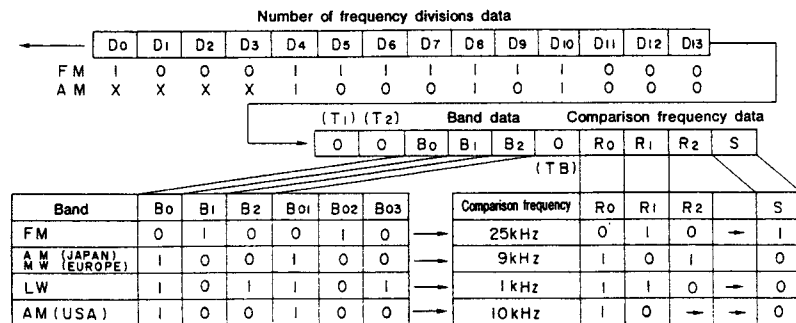 Number of frequency divisions data
D0 D1 D2 D3 D4 D5 D6 D7 D8 D9 D10 D11 D12 D13
FM 1 0 0 0 1 1 1 1 1 1 1 0 0 0
AM X X X X 1 0 0 0 1 0 1 0 0 0
(T1) (T2) Band data Comparison frequency data
0 0 B0 B1 B2 0 R0 R1 R2 S
(TB)
Band B0 B1 B2 B01 B02 B03 Comparison frequency R0 R1 R2 S
FM 0 1 0 0 1 0 → 25kHz 0 1 0 → 1
AM (JAPAN) MW (EUROPE) 1 0 0 1 0 0 → 9kHz 1 0 1 0
LW 1 0 1 1 0 1 → 1kHz 1 1 0 → 0
AM (USA) 1 0 0 1 0 0 → 10kHz 1 0 → → 0